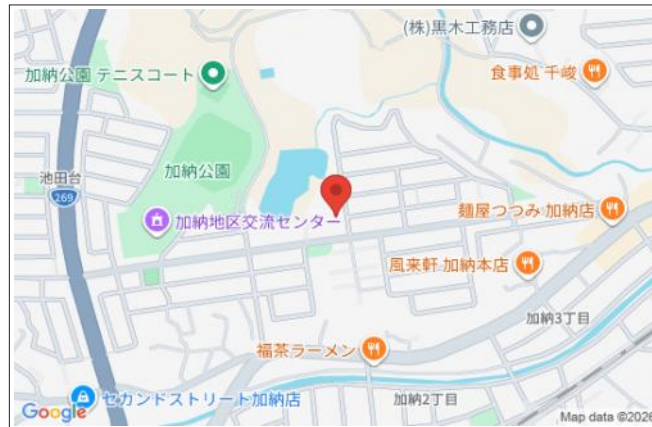 (株)黒木工務店
加納公園 テニスコート
食事処 千峻
加納公園
池田台
269
麺屋つつみ 加納店
加納地区交流センター
風来軒 加納本店
加納3丁目
福茶ラーメン
セカンドストリート加納店
加納2丁目
Google
Map data ©2026